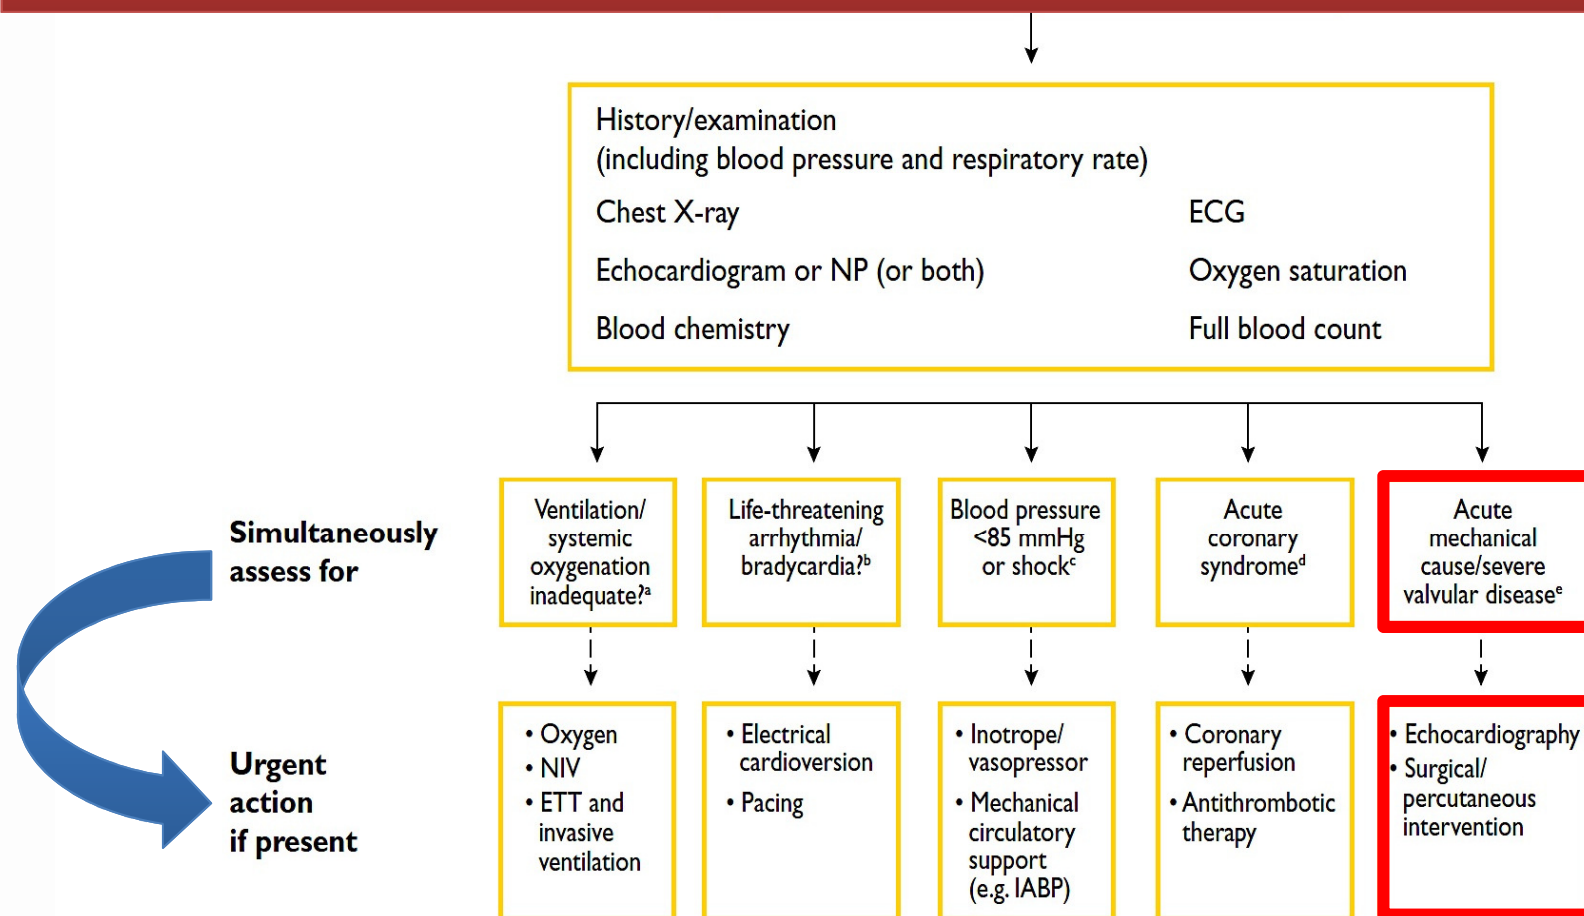 History/examination
(including blood pressure and respiratory rate)
Chest X-ray
ECG
Echocardiogram or NP (or both)
Oxygen saturation
Blood chemistry
Full blood count
Simultaneously
assess for
Ventilation/
systemic
oxygenation
inadequate?ᵃ
Life-threatening
arrhythmia/
bradycardia?ᵇ
Blood pressure
<85 mmHg
or shockᶜ
Acute
coronary
syndromeᵈ
Acute
mechanical
cause/severe
valvular diseaseᵉ
Urgent
action
if present
• Oxygen
• NIV
• ETT and
invasive
ventilation
• Electrical
cardioversion
• Pacing
• Inotrope/
vasopressor
• Mechanical
circulatory
support
(e.g. IABP)
• Coronary
reperfusion
• Antithrombotic
therapy
• Echocardiography
• Surgical/
percutaneous
intervention